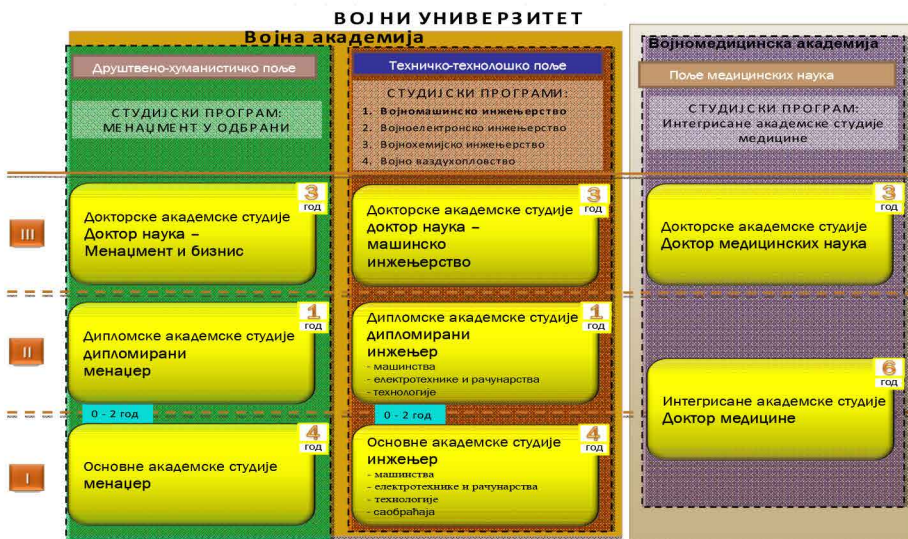 ВОЈНИ УНИВЕРЗИТЕТ
Војна академија
Друштвено-хуманистичко поље
СТУДИЈСКИ ПРОГРАМ:
МЕНАЏМЕНТ У ОДБРАНИ
Техничко-технолошко поље
СТУДИЈСКИ ПРОГРАМИ:
1. Војномашинско инжењерство
2. Војноелектронско инжењерство
3. Војнохемијско инжењерство
4. Војно ваздухопловство
Војномедицинска академија
Поље медицинских наука
СТУДИЈСКИ ПРОГРАМ:
Интегрисане академске студије
медицине
III
3
год
Докторске академске студије
Доктор наука –
Менаџмент и бизнис
3
год
Докторске академске студије
доктор наука –
машинско
инжењерство
3
год
Докторске академске студије
Доктор медицинских наука
II
1
год
Дипломске академске студије
дипломирани
менаџер
1
год
Дипломске академске студије
дипломирани
инжењер
- машинства
- електротехнике и рачунарства
- технологије
6
год
Интегрисане академске студије
Доктор медицине
0 - 2 год
0 - 2 год
I
4
год
Основне академске студије
менаџер
4
год
Основне академске студије
инжењер
- машинства
- електротехнике и рачунарства
- технологије
- саобраћаја